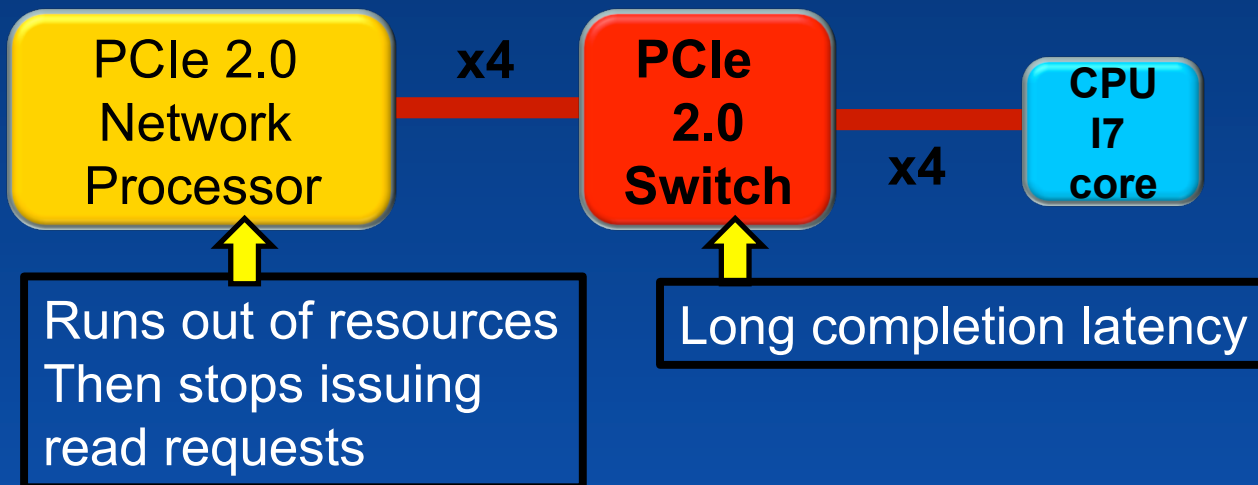 PCIe 2.0
Network
Processor
x4
PCIe
2.0
Switch
x4
CPU
I7
core
Runs out of resources
Then stops issuing
read requests
Long completion latency